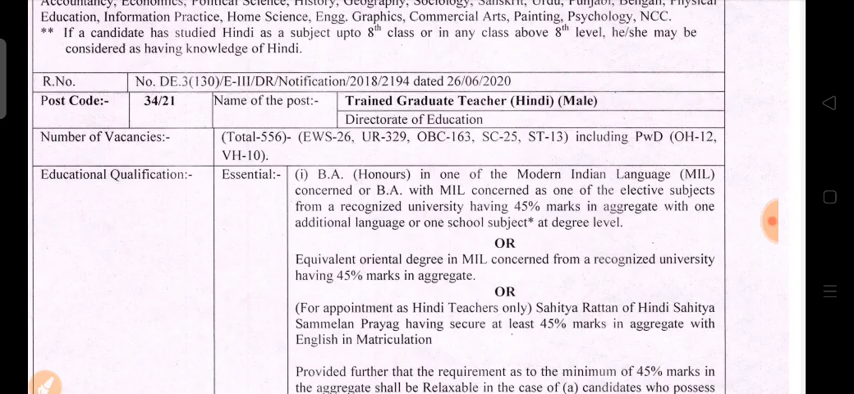 Accountancy, Economics, Political Science, History, Geography, Sociology, Sanskrit, Urdu, Punjabi, Bengali, Physical
Education, Information Practice, Home Science, Engg. Graphics, Commercial Arts, Painting, Psychology, NCC.
** If a candidate has studied Hindi as a subject upto 8th class or in any class above 8th level, he/she may be
considered as having knowledge of Hindi.
R.No. No. DE.3(130)/E-III/DR/Notification/2018/2194 dated 26/06/2020
Post Code:- 34/21 Name of the post:- Trained Graduate Teacher (Hindi) (Male)
Directorate of Education
Number of Vacancies:- (Total-556)- (EWS-26, UR-329, OBC-163, SC-25, ST-13) including PwD (OH-12,
VH-10).
Educational Qualification:- Essential:- (i) B.A. (Honours) in one of the Modern Indian Language (MIL)
concerned or B.A. with MIL concerned as one of the elective subjects
from a recognized university having 45% marks in aggregate with one
additional language or one school subject* at degree level.
OR
Equivalent oriental degree in MIL concerned from a recognized university
having 45% marks in aggregate.
OR
(For appointment as Hindi Teachers only) Sahitya Rattan of Hindi Sahitya
Sammelan Prayag having secure at least 45% marks in aggregate with
English in Matriculation
Provided further that the requirement as to the minimum of 45% marks in
the aggregate shall be Relaxable in the case of (a) candidates who possess